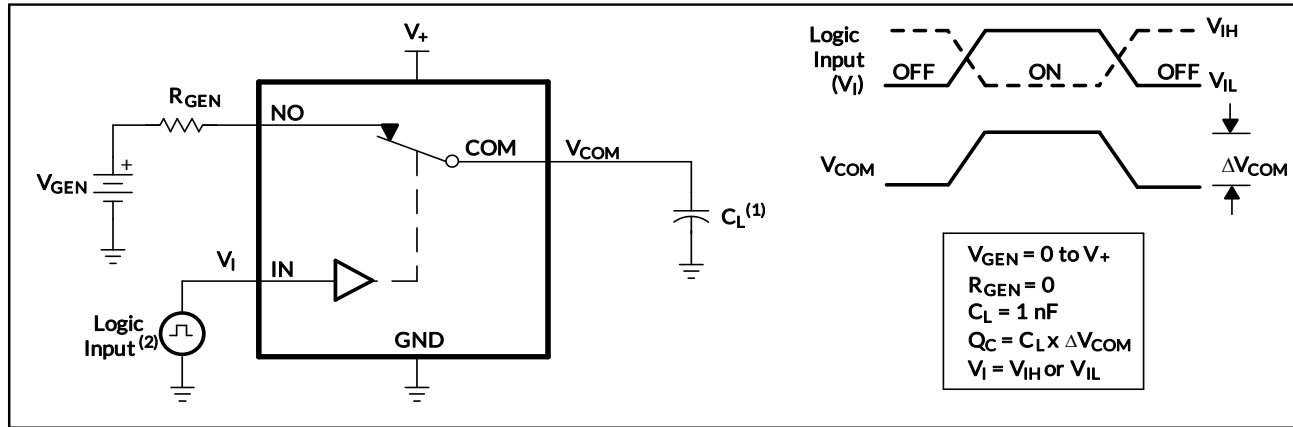 V+
RGEN
NO
COM
VCOM
+
VGEN
CL(1)
VI
IN
Logic
Input(2)
GND
Logic
Input
(VI)
VIH
OFF
ON
OFF
VIL
VCOM
ΔVCOM
VGEN = 0 to V+
RGEN = 0
CL = 1 nF
QC = CL x ΔVCOM
VI = VIH or VIL